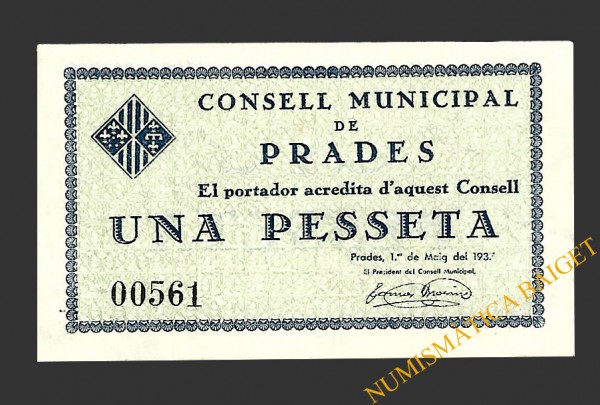 CONSELL MUNICIPAL
DE
PRADES
El portador acredita d'aquest Consell
UNA PESSETA
Prades, 1.er de Maig del 1937
El President del Consell Municipal,
00561
NUMISMATICA BAIGET